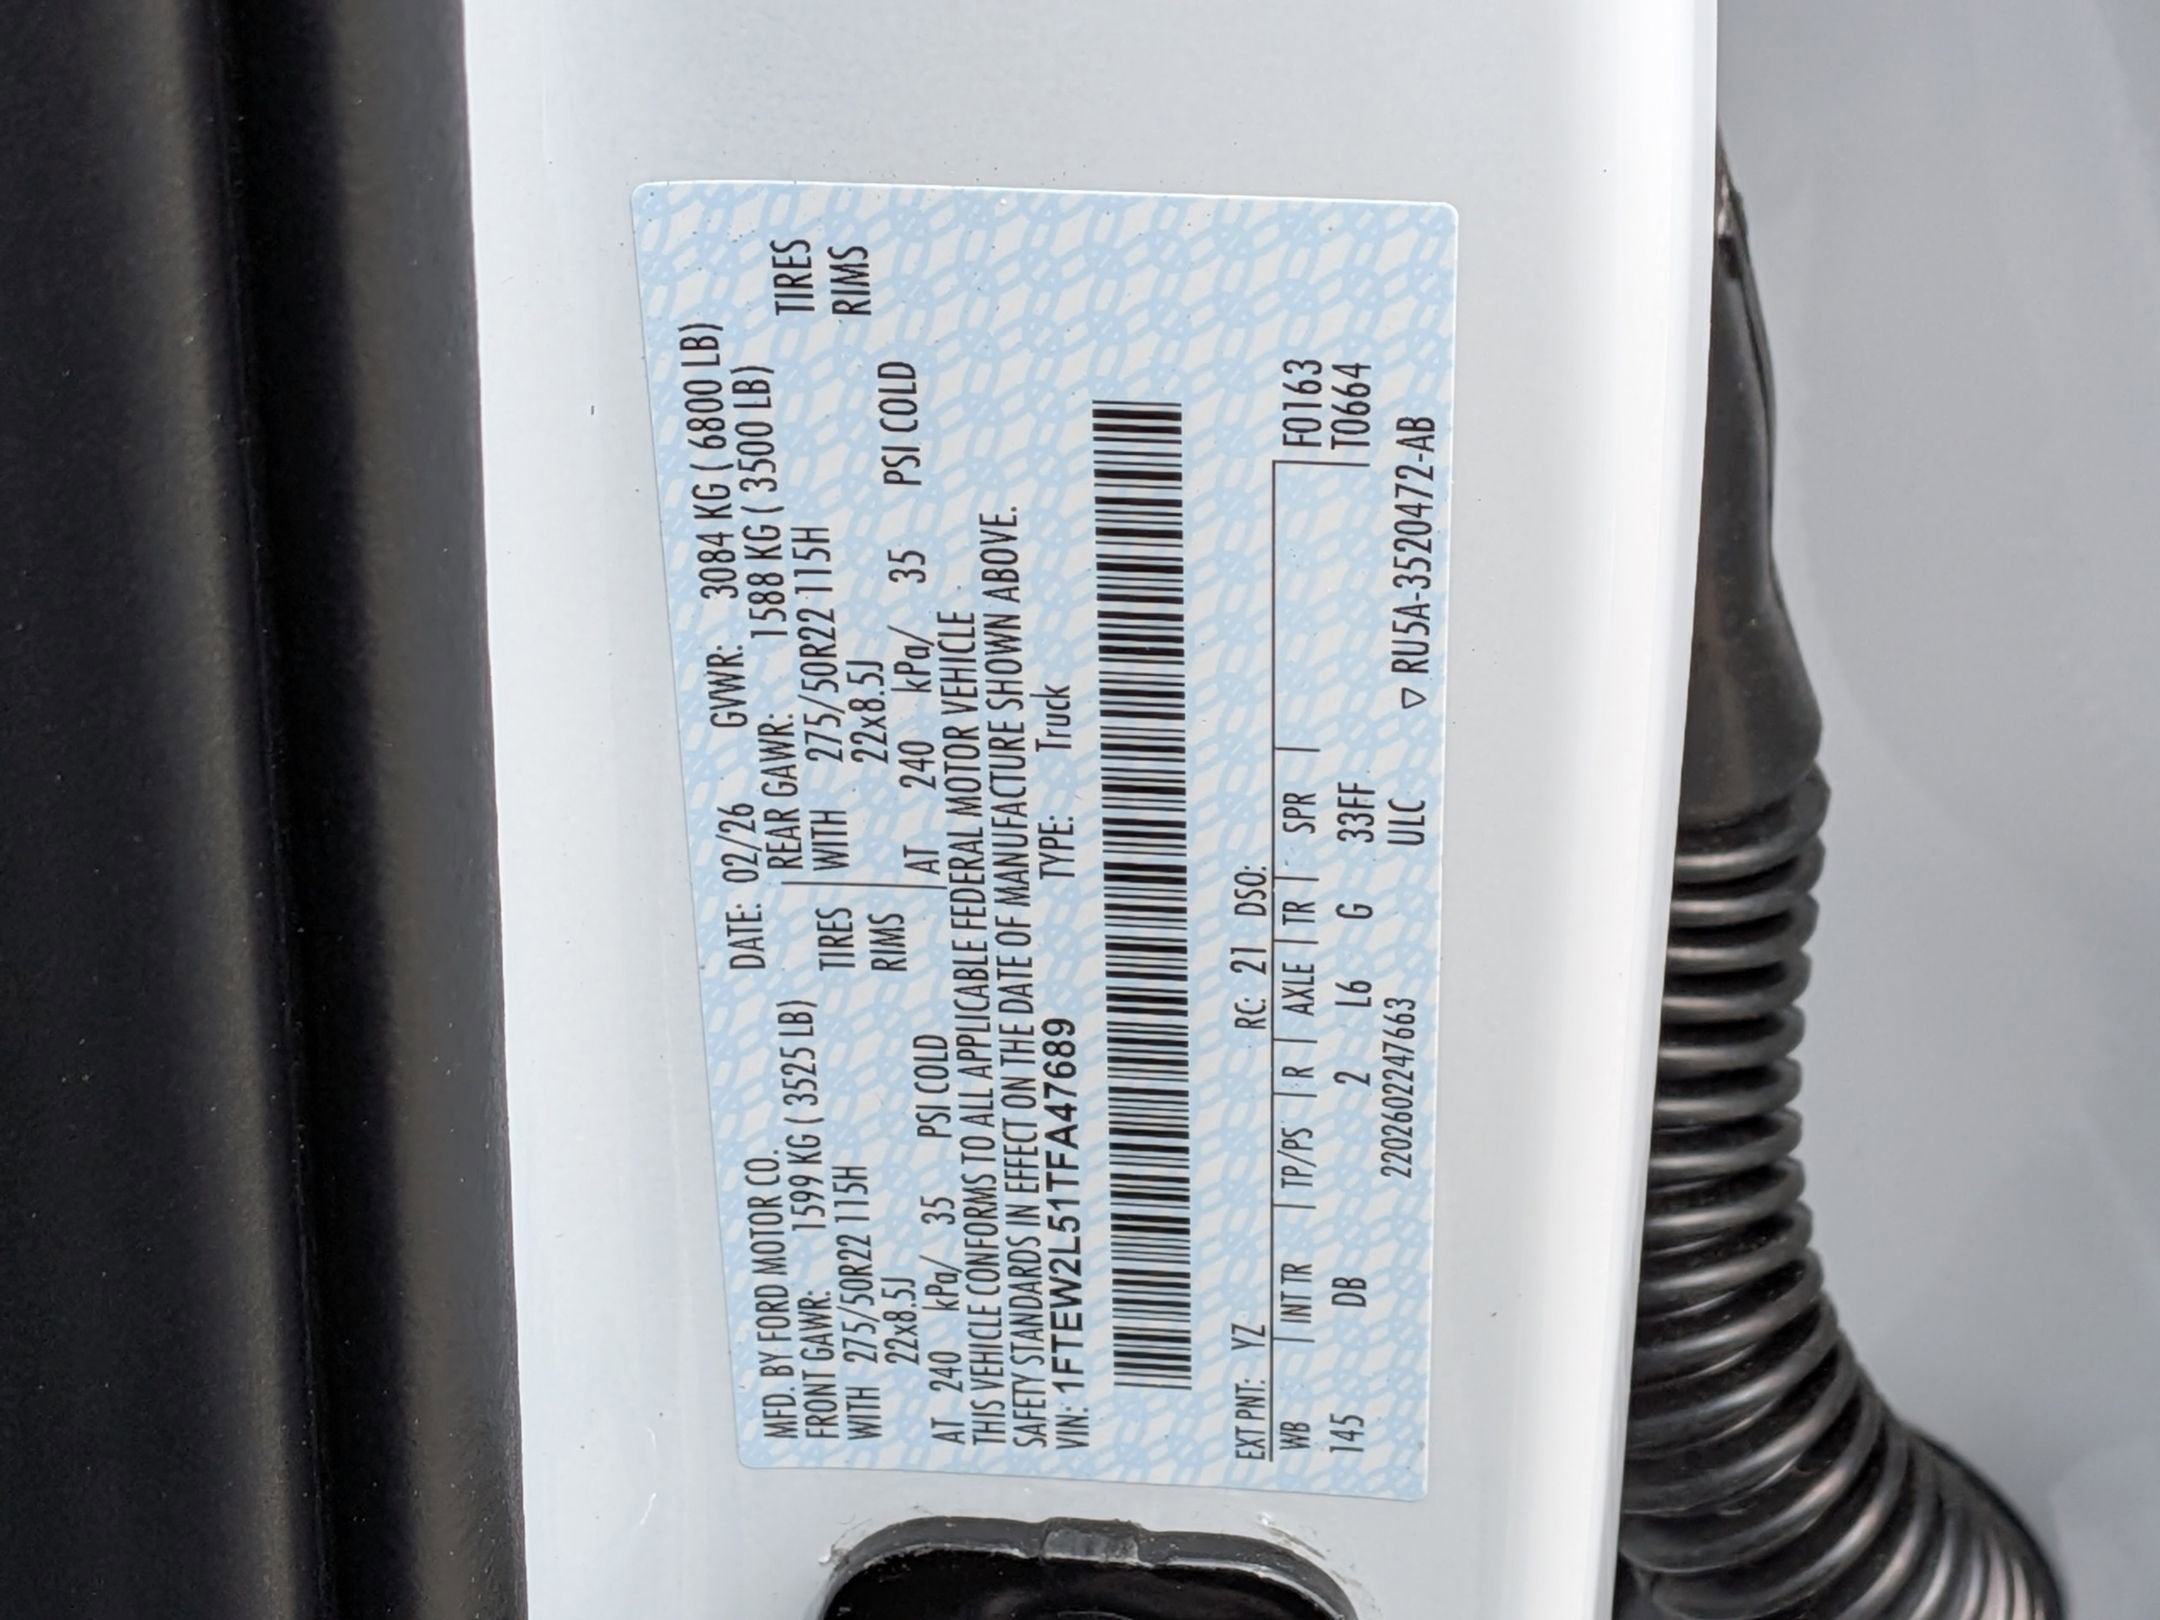 MFD. BY FORD MOTOR CO. DATE: 02/26 GVWR: 3084 KG ( 6800 LB)
FRONT GAWR: 1599 KG ( 3525 LB) REAR GAWR: 1588 KG ( 3500 LB)
WITH 275/50R22 115H TIRES WITH 275/50R22 115H TIRES
22x8.5J RIMS 22x8.5J RIMS
AT 240 kPa/ 35 PSI COLD AT 240 kPa/ 35 PSI COLD
THIS VEHICLE CONFORMS TO ALL APPLICABLE FEDERAL MOTOR VEHICLE
SAFETY STANDARDS IN EFFECT ON THE DATE OF MANUFACTURE SHOWN ABOVE.
VIN: 1FTEW2L51TFA47689 TYPE: Truck
EXT PNT: YZ RC: 21 DSO:
WB INT TR TP/PS R AXLE TR SPR F0163
145 DB 2 L6 G 33FF T0664
2202602247663 ULC ▽ RU5A-3520472-AB